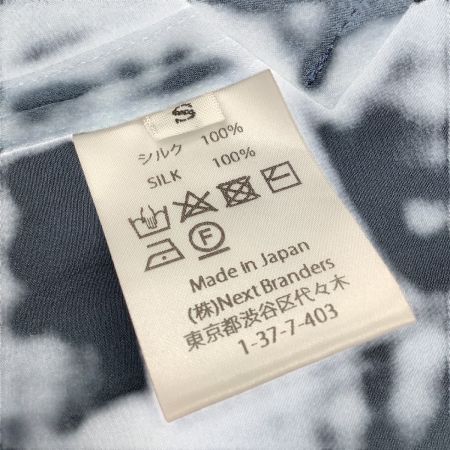 S
シルク 100%
SILK 100%
F
Made in Japan
(株)Next Branders
東京都渋谷区代々木
1-37-7-403